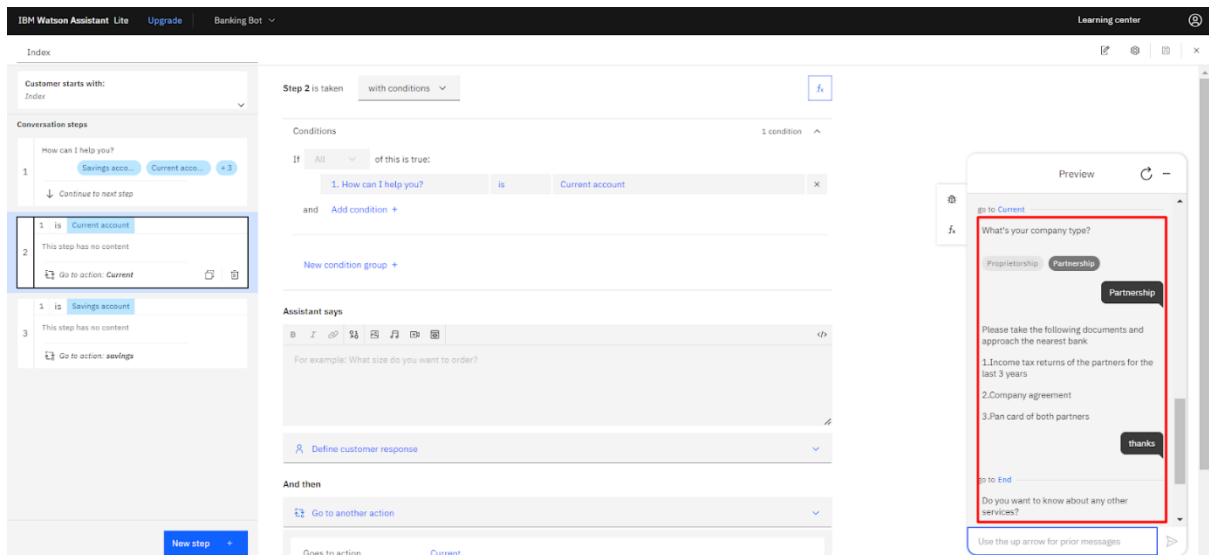 IBM Watson Assistant Lite Upgrade Banking Bot Learning center
Index
Customer starts with:
Index
Conversation steps
1
How can I help you?
Savings acco... Current acco... + 3
Continue to next step
2
1 is Current account
This step has no content
Go to action: Current
3
1 is Savings account
This step has no content
Go to action: savings
New step +
Step 2 is taken with conditions
fx
Conditions 1 condition
If All of this is true:
1. How can I help you? is Current account ×
and Add condition +
New condition group +
Assistant says
B I </>
For example: What size do you want to order?
Define customer response
And then
Go to another action
Goes to action Current
fx
Preview
go to Current
What's your company type?
Proprietorship Partnership
Partnership
Please take the following documents and
approach the nearest bank
1.Income tax returns of the partners for the
last 3 years
2.Company agreement
3.Pan card of both partners
thanks
go to End
Do you want to know about any other
services?
Use the up arrow for prior messages